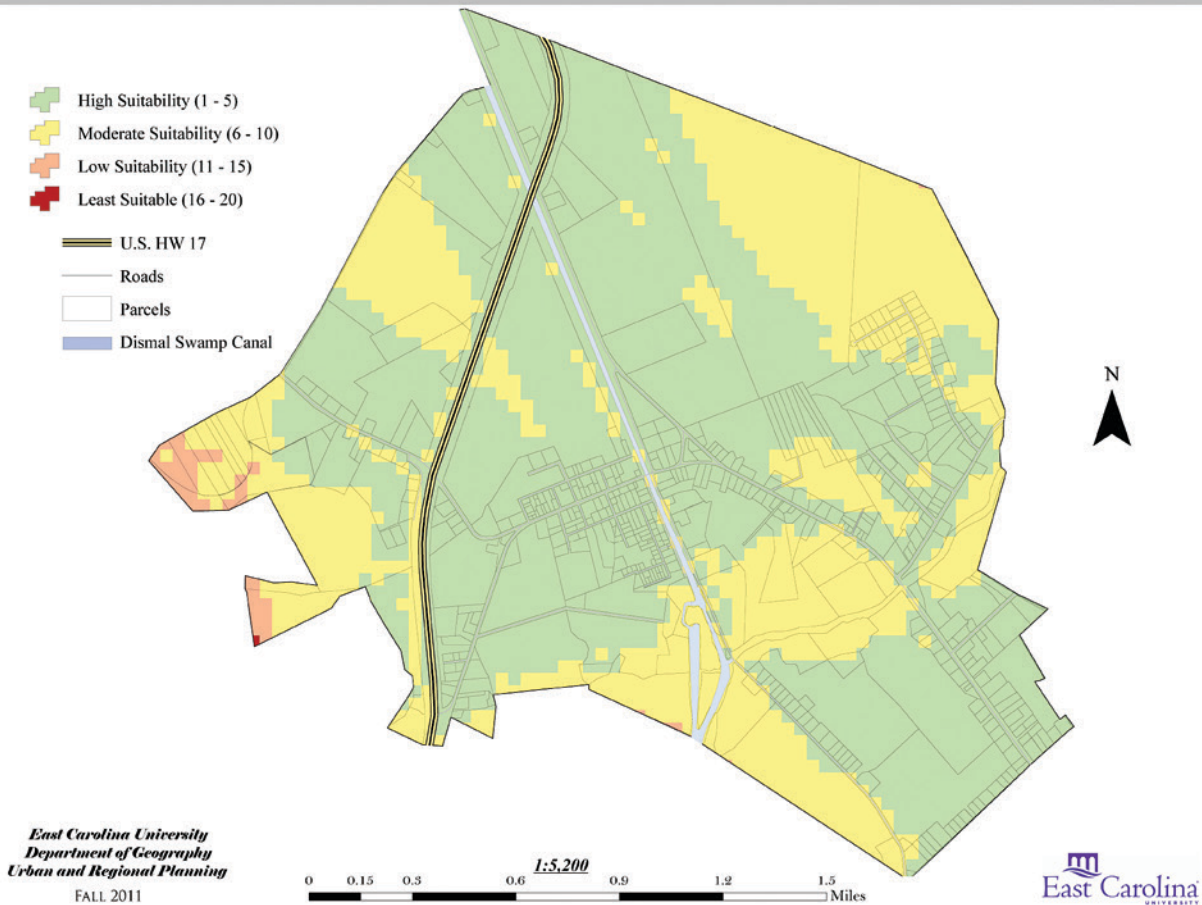 High Suitability (1 - 5)
Moderate Suitability (6 - 10)
Low Suitability (11 - 15)
Least Suitable (16 - 20)
U.S. HW 17
Roads
Parcels
Dismal Swamp Canal
N
East Carolina University
Department of Geography
Urban and Regional Planning
FALL 2011
1:5,200
0 0.15 0.3 0.6 0.9 1.2 1.5
Miles
East Carolina
UNIVERSITY